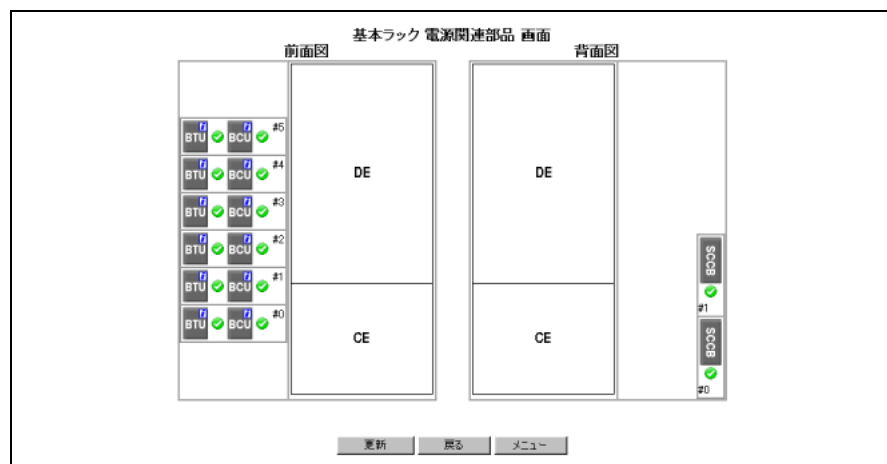 基本ラック 電源関連部品 画面
前面図 背面図
BTU BCU #5
BTU BCU #4
BTU BCU #3
BTU BCU #2
BTU BCU #1
BTU BCU #0
DE
CE
DE
CE
SCCB
#1
SCCB
#0
更新 戻る メニュー